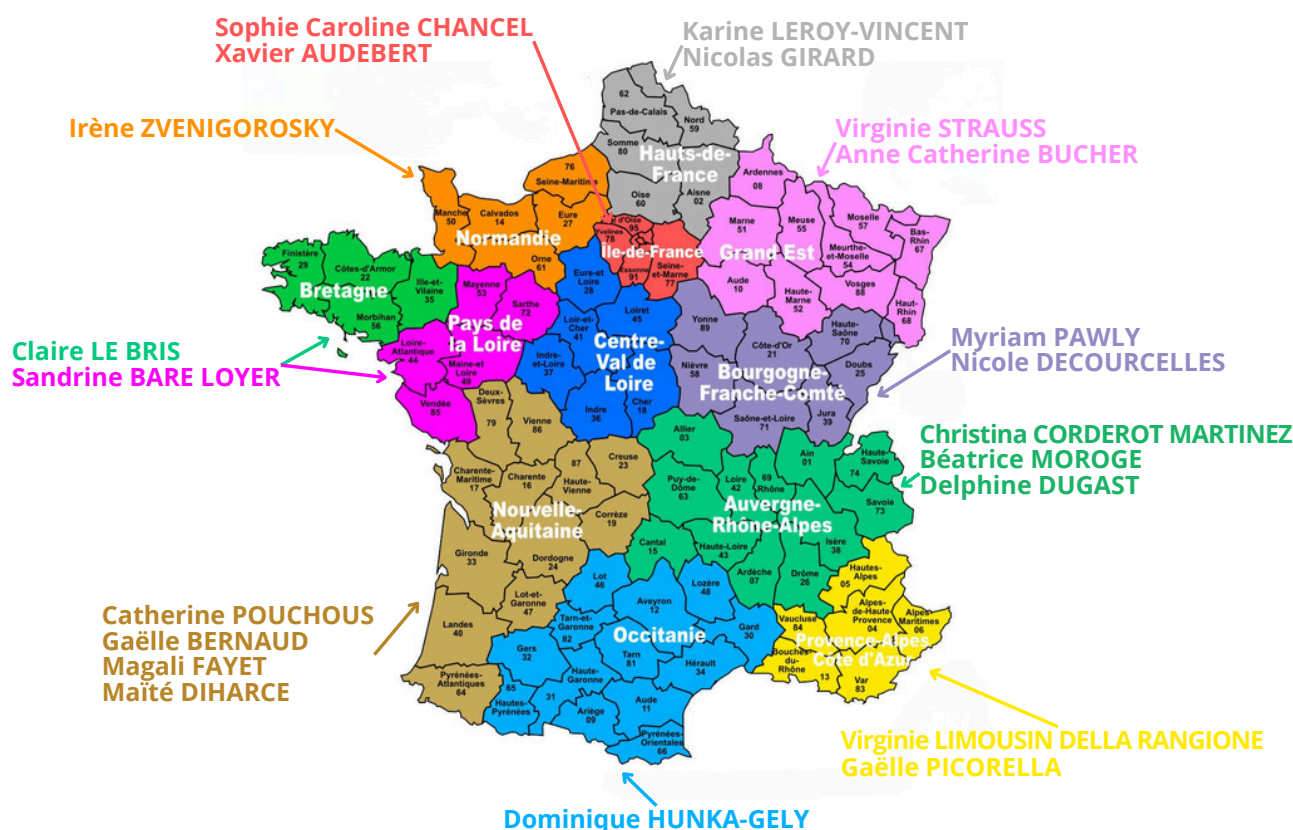 Sophie Caroline CHANCEL
Xavier AUDEBERT
Karine LEROY-VINCENT
Nicolas GIRARD
Irène ZVENIGOROSKY
Virginie STRAUSS
Anne Catherine BUCHER
Claire LE BRIS
Sandrine BARE LOYER
Myriam PAWLY
Nicole DECOURCELLES
Christina CORDEROT MARTINEZ
Béatrice MOROGE
Delphine DUGAST
Catherine POUCHOUS
Gaëlle BERNAUD
Magali FAYET
Maïté DIHARCE
Virginie LIMOUSIN DELLA RANGIONE
Gaëlle PICORELLA
Dominique HUNKA-GELY
Hauts-de-
France
62
Pas-de-Calais
Nord
59
Somme
80
Oise
60
Aisne
02
Normandie
76
Seine-Maritime
Manche
50
Calvados
14
Eure
27
Orne
61
Île-de-France
d'Oise
95
Yvelines
78
Essonne
91
Seine-
et-Marne
77
Grand Est
Ardennes
08
Marne
51
Meuse
55
Moselle
57
Meurthe-
et-Moselle
54
Bas-
Rhin
67
Aude
10
Haute-
Marne
52
Vosges
88
Haut-
Rhin
68
Bretagne
Finistère
29
Côtes-d'Armor
22
Ille-et-
Vilaine
35
Morbihan
56
Pays de
la Loire
Mayenne
53
Sarthe
72
Loire-
Atlantique
44
Maine-et
Loire
49
Vendée
85
Centre-
Val de
Loire
Eure-et
Loire
28
Loiret
45
Loir-et-
Cher
41
Indre-
et-Loire
37
Indre
36
Cher
18
Bourgogne-
Franche-Comté
Yonne
89
Côte-d'Or
21
Haute-
Saône
70
Nièvre
58
Doubs
25
Saône-et-Loire
71
Jura
39
Nouvelle-
Aquitaine
Deux-
Sèvres
79
Vienne
86
Charente-
Maritime
17
Charente
16
87
Haute-
Vienne
Creuse
23
Corrèze
19
Gironde
33
Dordogne
24
Lot-et-
Garonne
47
Landes
40
Pyrénées-
Atlantiques
64
Auvergne-
Rhône-Alpes
Allier
03
Puy-de-
Dôme
63
Loire
42
69
Rhône
Ain
01
Haute-
Savoie
74
Savoie
73
Isère
38
Cantal
15
Haute-Loire
43
Ardèche
07
Drôme
26
Occitanie
Lot
46
Aveyron
12
Lozère
48
Gard
30
Tarn-et-
Garonne
82
Tarn
81
Hérault
34
Gers
32
Haute-
Garonne
31
65
Hautes-
Pyrénées
Ariège
09
Aude
11
Pyrénées-
Orientales
66
Provence-Alpes
Côte d'Azur
Hautes-
Alpes
05
Alpes-
de-Haute
Provence
04
Alpes-
Maritimes
06
Vaucluse
84
Bouches-
du-
Rhône
13
Var
83